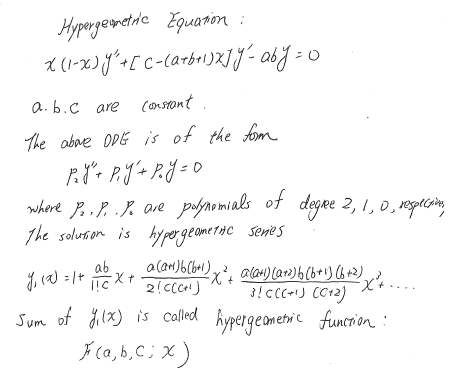 Hypergeometric Equation :
x(1-x)y″+[c-(a+b+1)x]y′-aby=0
a.b.c are constant.
The above ODE is of the form
P₂y″+P₁y′+P₀y=0
where P₂, P₁, P₀ are polynomials of degree 2, 1, 0, respectively,
The solution is hypergeometric series
y₁(x)=1+ab/(1!c) x + a(a+1)b(b+1)/(2!c(c+1)) x² + a(a+1)(a+2)b(b+1)(b+2)/(3!c(c+1)(c+2)) x³+....
Sum of y₁(x) is called hypergeometric function :
F(a,b,c;x)